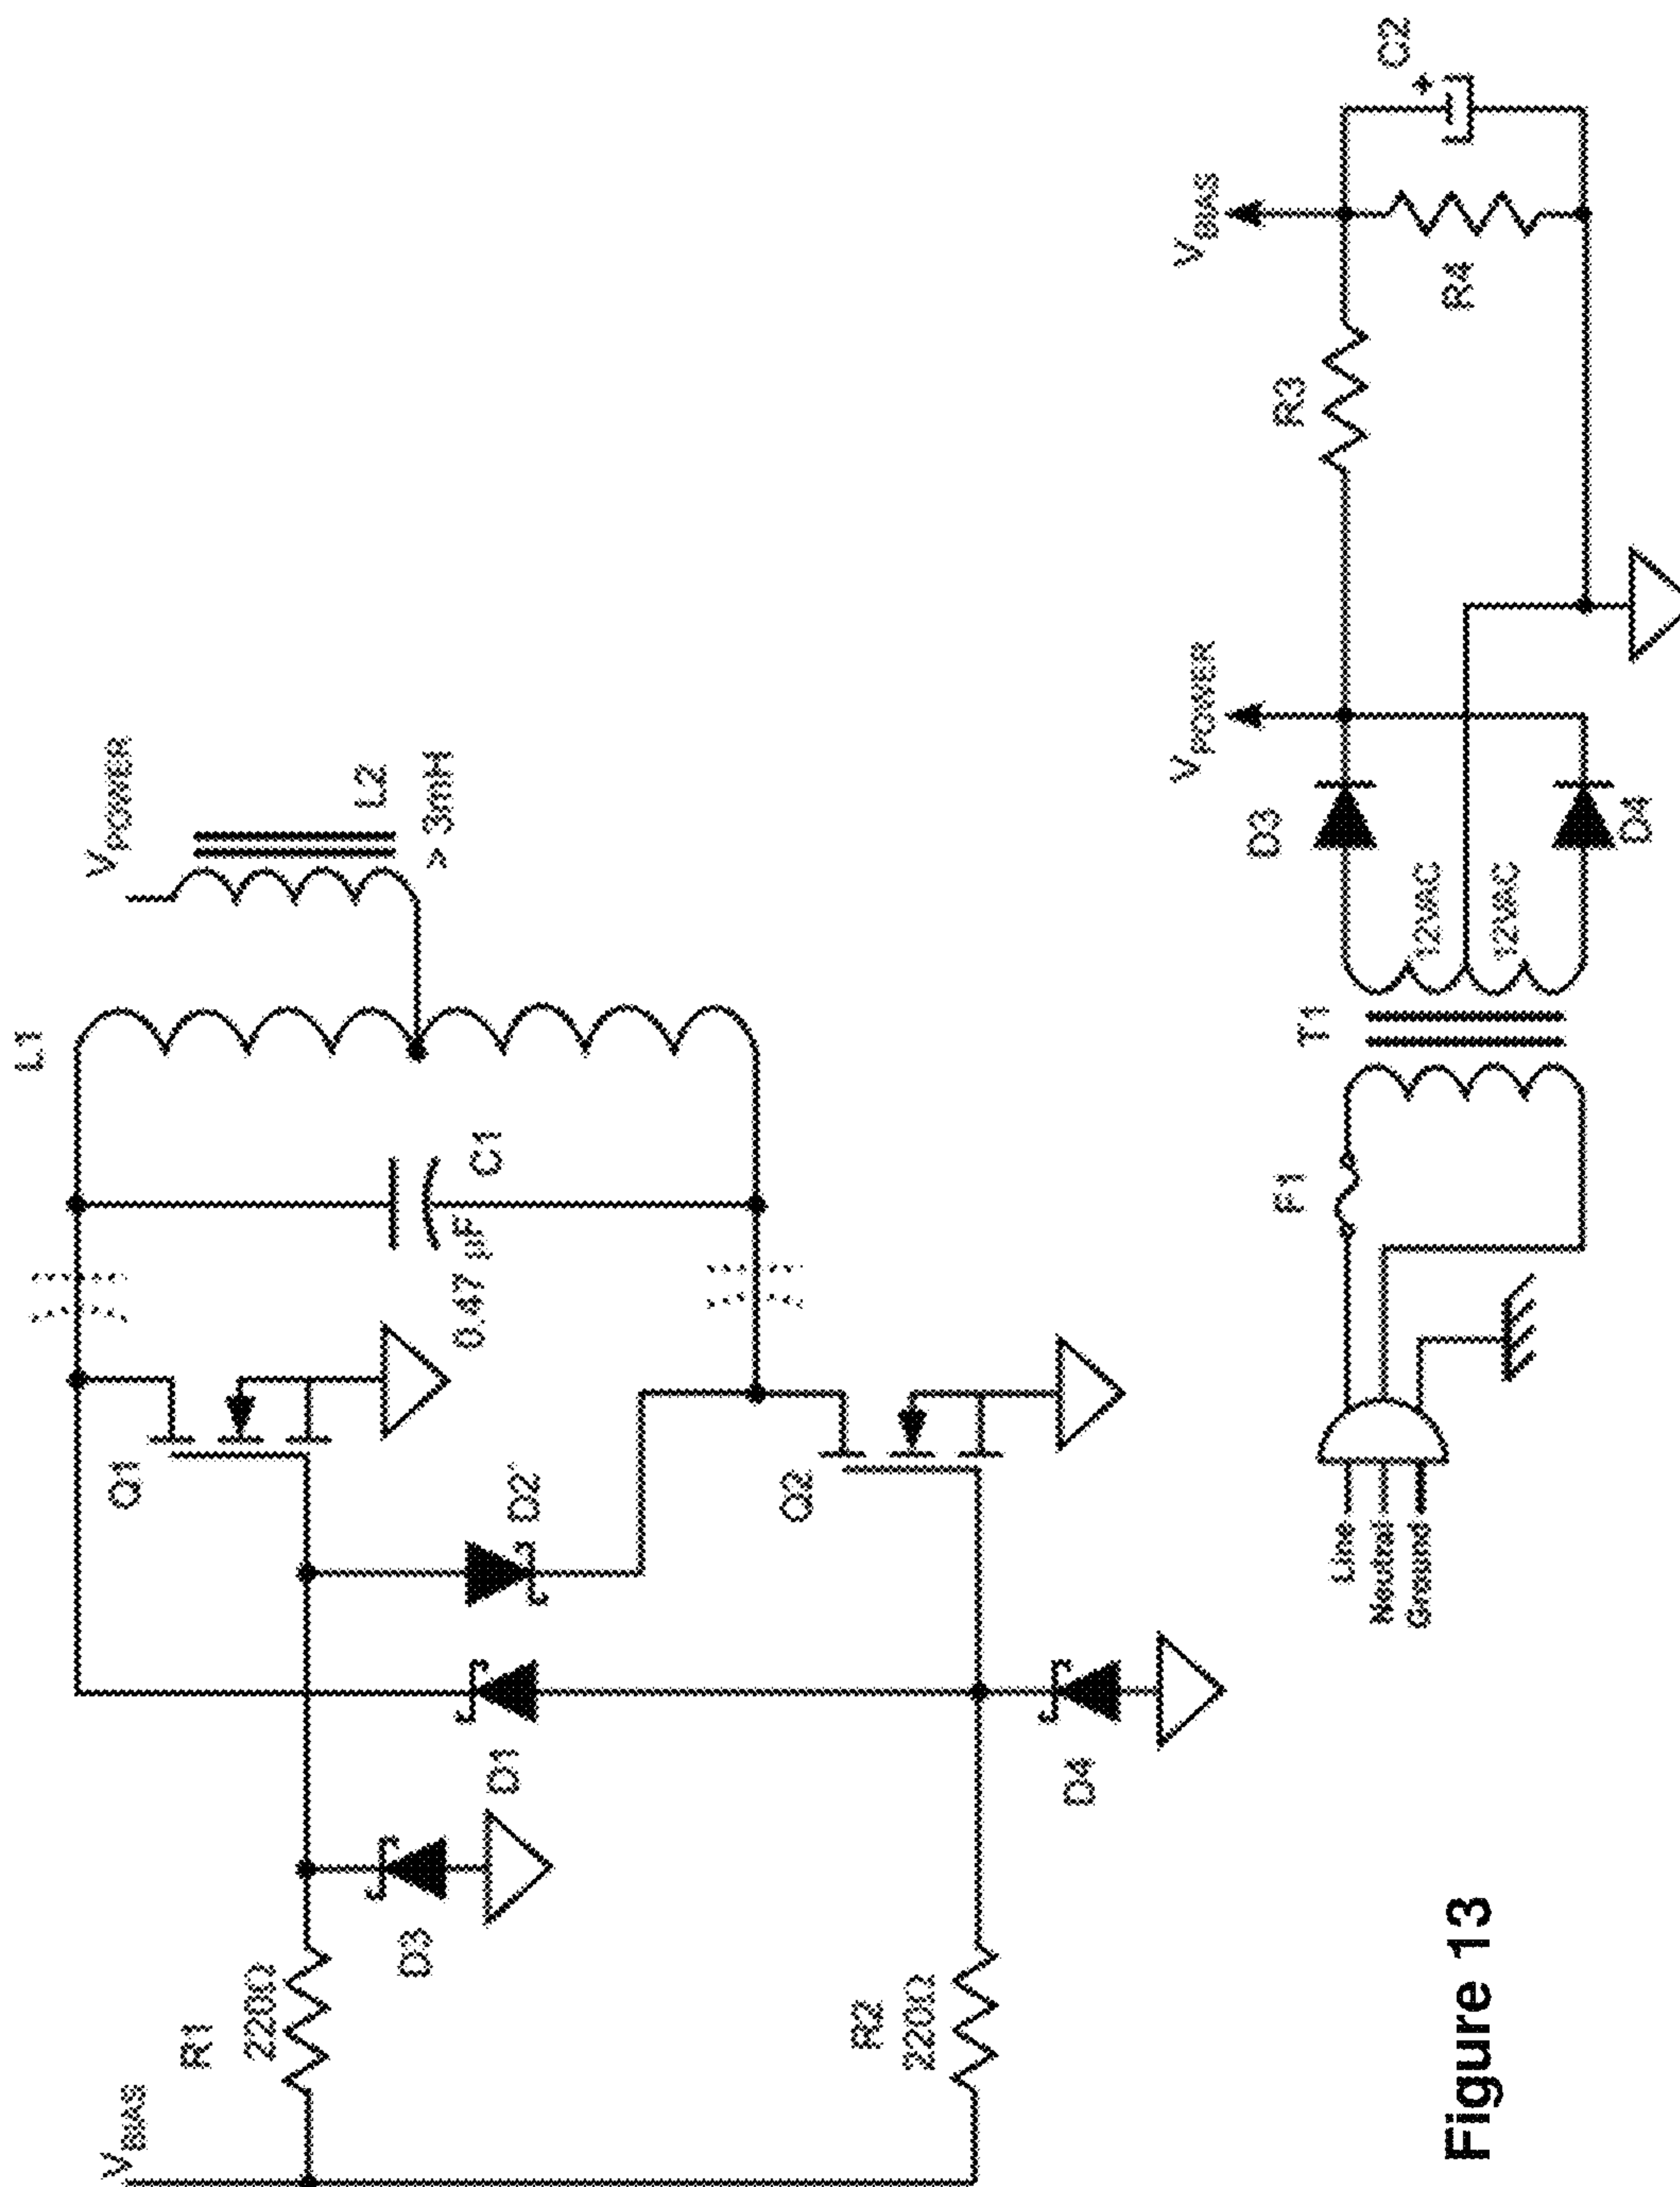 V_BIAS
R1
220Ω
D3
D1
D2
Q1
L1
C1
0.47 µF
V_POWER
L2
> 3mH
R2
220Ω
D4
Q2
Line
Neutral
Ground
F1
T1
12VAC
12VAC
D3
D4
V_POWER
R3
V_BIAS
R4
+
C2
Figure 13